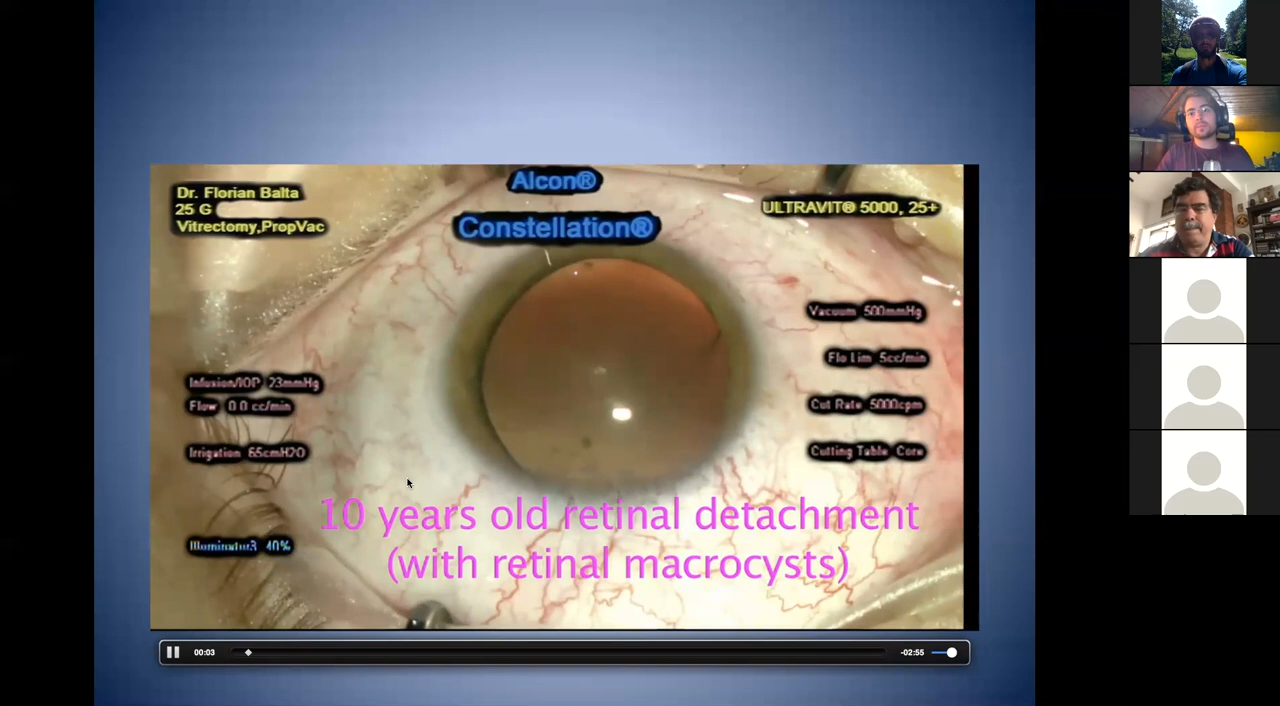 Dr. Florian Balta
25 G
Vitrectomy,PropVac
Alcon®
Constellation®
ULTRAVIT® 5000, 25+
Infusion/IOP 23mmHg
Flow 0.0 cc/min
Irrigation 65cmH2O
Illuminator3 40%
Vacuum 500mmHg
Flo Lim 5cc/min
Cut Rate 5000cpm
Cutting Table Core
10 years old retinal detachment
(with retinal macrocysts)
00:03
-02:55